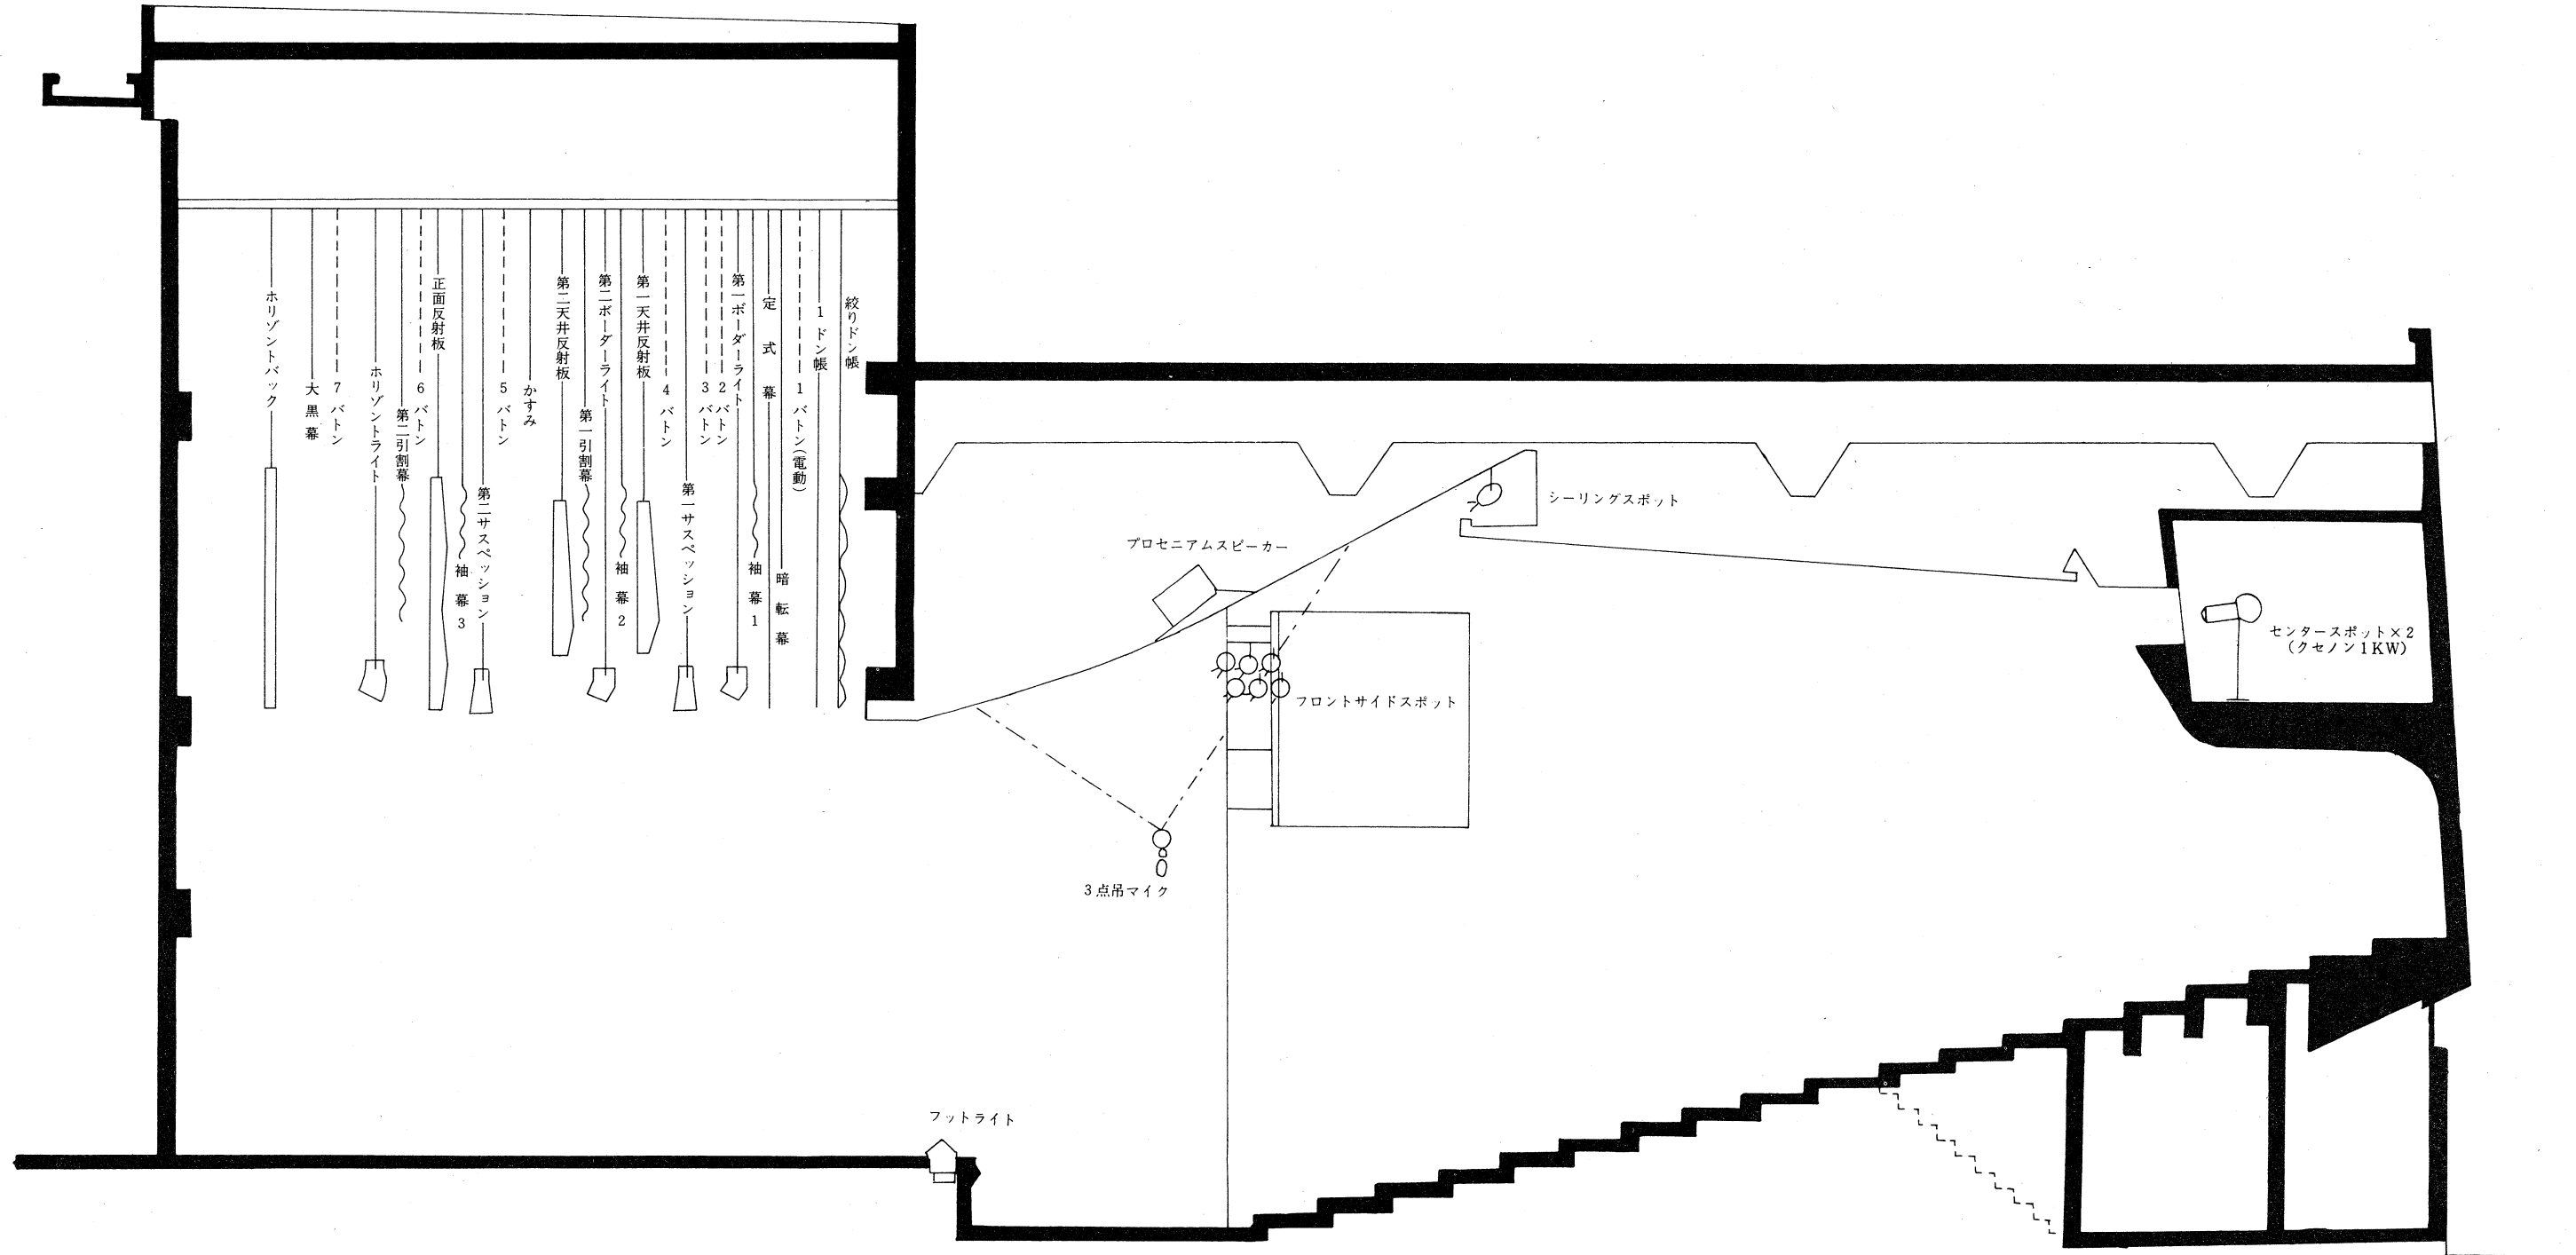 ホリゾントバック
大黒幕
7バトン
ホリゾントライト
第二引割幕
6バトン
正面反射板
袖幕3
第二サスペッション
5バトン
かすみ
第二天井反射板
第一引割幕
第二ボーダーライト
袖幕2
第一天井反射板
4バトン
第一サスペッション
3バトン
2バトン
第一ボーダーライト
袖幕1
定式幕
暗転幕
1バトン(電動)
1ドン帳
絞りドン帳
プロセニアムスピーカー
シーリングスポット
フロントサイドスポット
センタースポット×2
(クセノン1KW)
3点吊マイク
フットライト